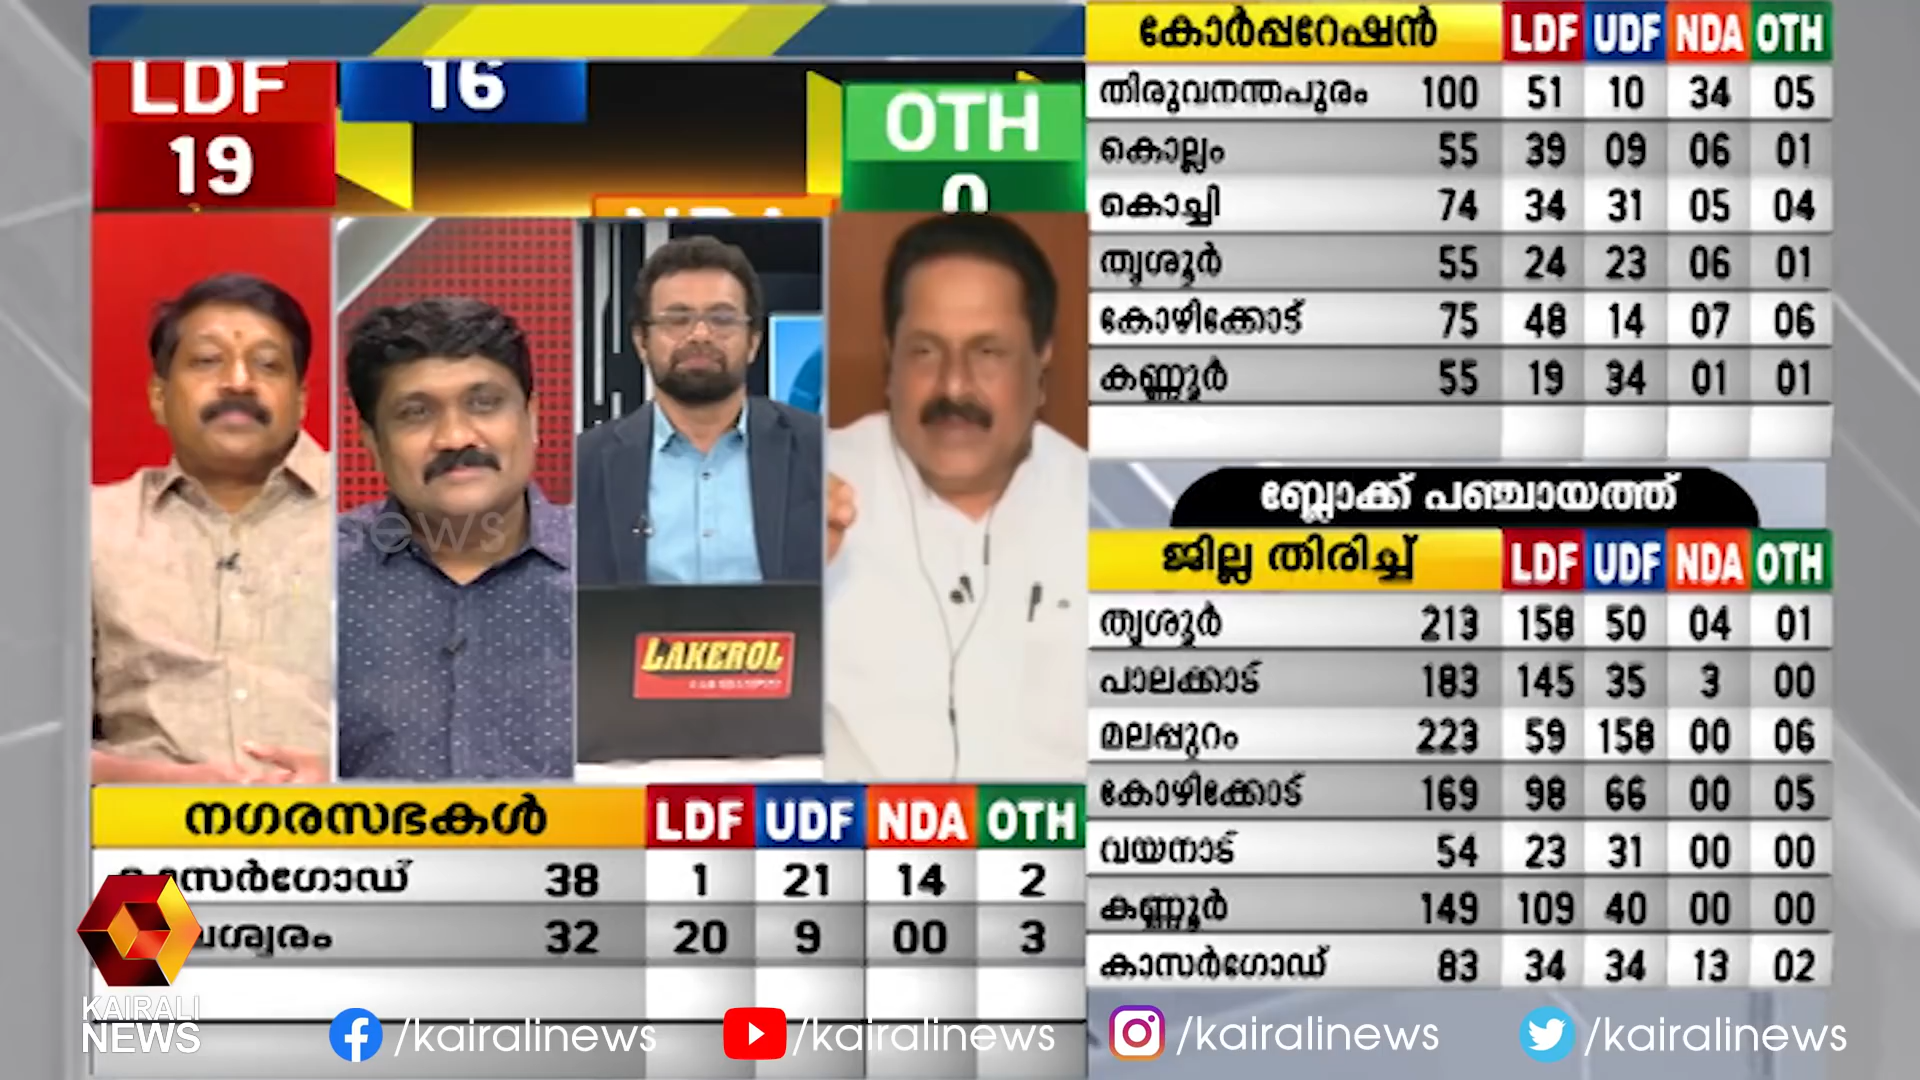 LDF
19
16
OTH
0
NDA
news
LAKEROL
നഗരസഭകൾ LDF UDF NDA OTH
കാസർഗോഡ് 38 1 21 14 2
32 20 9 00 3
കോർപ്പറേഷൻ LDF UDF NDA OTH
തിരുവനന്തപുരം 100 51 10 34 05
കൊല്ലം 55 39 09 06 01
കൊച്ചി 74 34 31 05 04
തൃശൂർ 55 24 23 06 01
കോഴിക്കോട് 75 48 14 07 06
കണ്ണൂർ 55 19 34 01 01
ബ്ലോക്ക് പഞ്ചായത്ത്
ജില്ല തിരിച്ച് LDF UDF NDA OTH
തൃശൂർ 213 158 50 04 01
പാലക്കാട് 183 145 35 3 00
മലപ്പുറം 223 59 158 00 06
കോഴിക്കോട് 169 98 66 00 05
വയനാട് 54 23 31 00 00
കണ്ണൂർ 149 109 40 00 00
കാസർഗോഡ് 83 34 34 13 02
KAIRALI
NEWS
/kairalinews /kairalinews /kairalinews /kairalinews